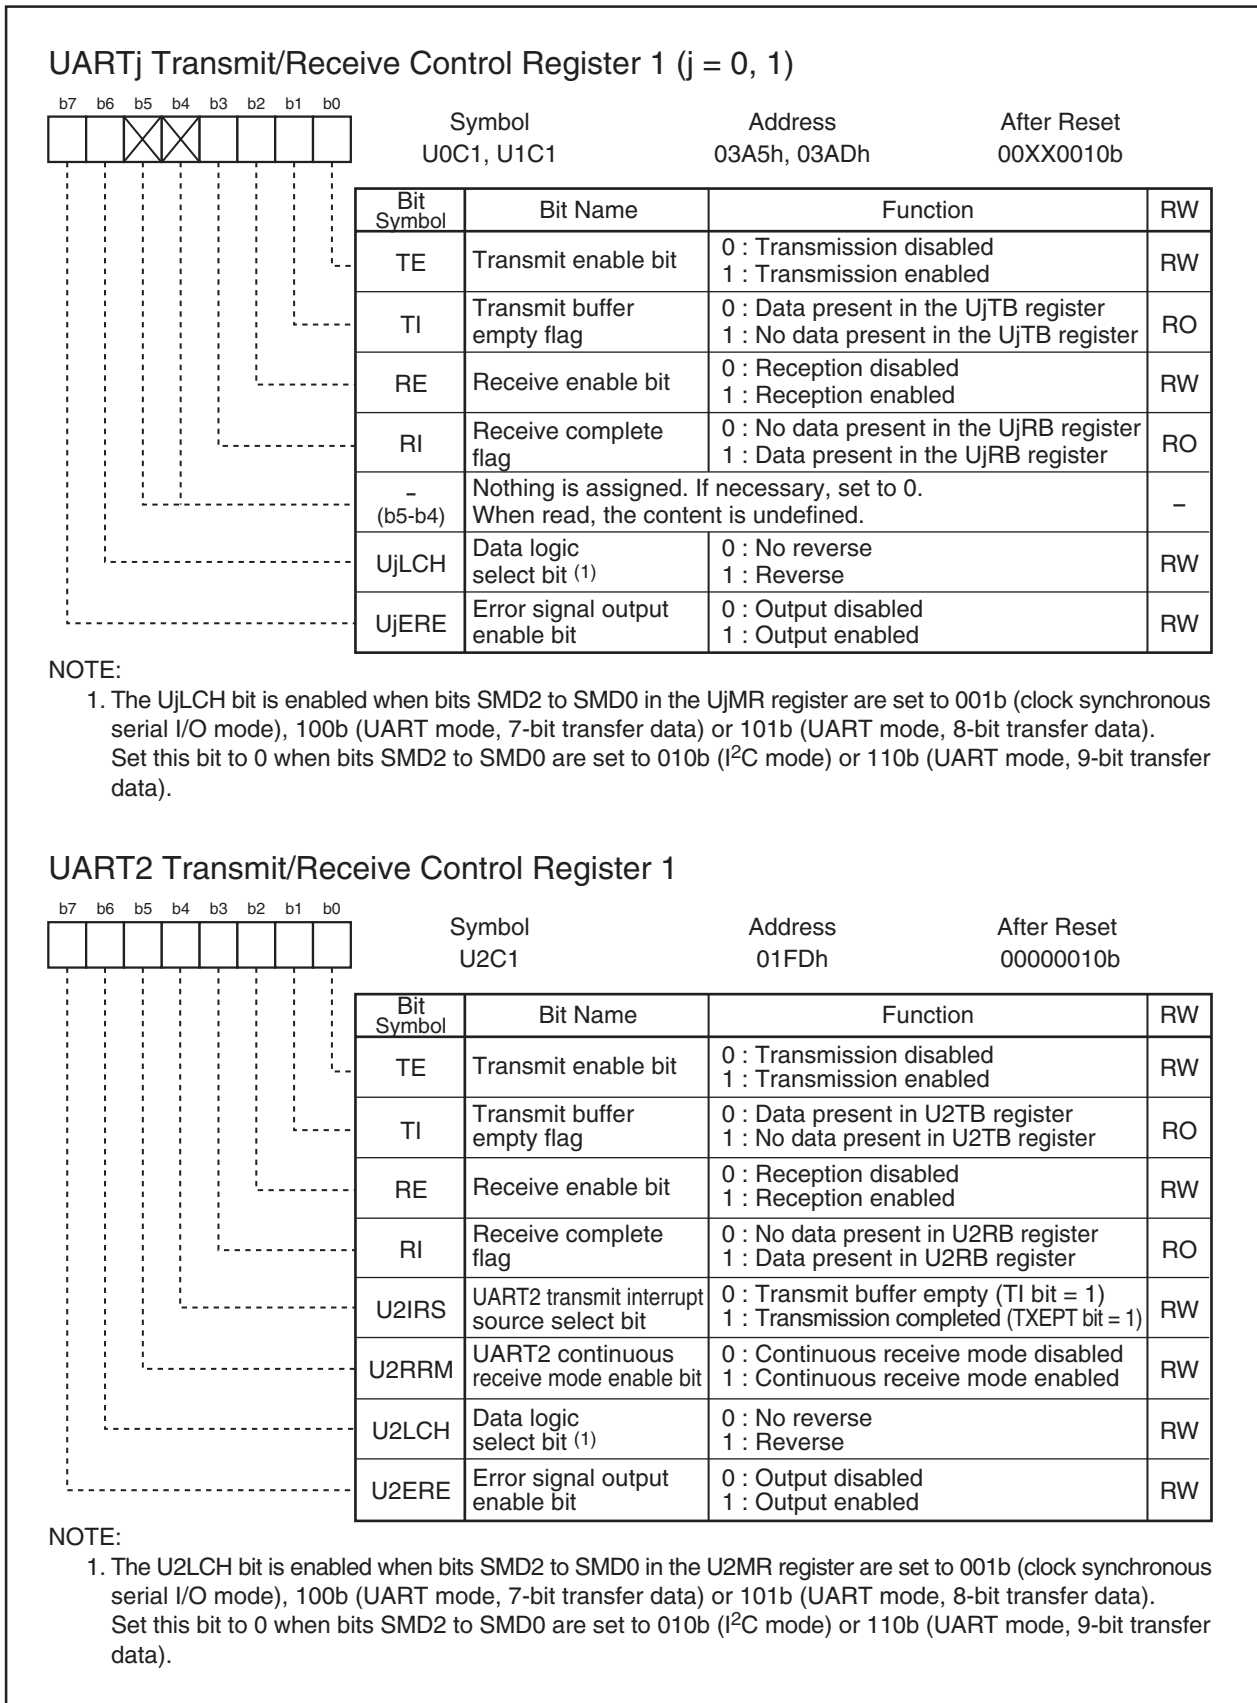 UARTj Transmit/Receive Control Register 1 (j = 0, 1)
b7 b6 b5 b4 b3 b2 b1 b0
Symbol Address After Reset
U0C1, U1C1 03A5h, 03ADh 00XX0010b
Bit Symbol Bit Name Function RW
TE Transmit enable bit 0 : Transmission disabled RW
1 : Transmission enabled
TI Transmit buffer empty flag 0 : Data present in the UjTB register RO
1 : No data present in the UjTB register
RE Receive enable bit 0 : Reception disabled RW
1 : Reception enabled
RI Receive complete flag 0 : No data present in the UjRB register RO
1 : Data present in the UjRB register
– (b5-b4) Nothing is assigned. If necessary, set to 0. –
When read, the content is undefined.
UjLCH Data logic select bit (1) 0 : No reverse RW
1 : Reverse
UjERE Error signal output enable bit 0 : Output disabled RW
1 : Output enabled
NOTE:
1. The UjLCH bit is enabled when bits SMD2 to SMD0 in the UjMR register are set to 001b (clock synchronous
serial I/O mode), 100b (UART mode, 7-bit transfer data) or 101b (UART mode, 8-bit transfer data).
Set this bit to 0 when bits SMD2 to SMD0 are set to 010b (I2C mode) or 110b (UART mode, 9-bit transfer
data).
UART2 Transmit/Receive Control Register 1
b7 b6 b5 b4 b3 b2 b1 b0
Symbol Address After Reset
U2C1 01FDh 00000010b
Bit Symbol Bit Name Function RW
TE Transmit enable bit 0 : Transmission disabled RW
1 : Transmission enabled
TI Transmit buffer empty flag 0 : Data present in U2TB register RO
1 : No data present in U2TB register
RE Receive enable bit 0 : Reception disabled RW
1 : Reception enabled
RI Receive complete flag 0 : No data present in U2RB register RO
1 : Data present in U2RB register
U2IRS UART2 transmit interrupt source select bit 0 : Transmit buffer empty (TI bit = 1) RW
1 : Transmission completed (TXEPT bit = 1)
U2RRM UART2 continuous receive mode enable bit 0 : Continuous receive mode disabled RW
1 : Continuous receive mode enabled
U2LCH Data logic select bit (1) 0 : No reverse RW
1 : Reverse
U2ERE Error signal output enable bit 0 : Output disabled RW
1 : Output enabled
NOTE:
1. The U2LCH bit is enabled when bits SMD2 to SMD0 in the U2MR register are set to 001b (clock synchronous
serial I/O mode), 100b (UART mode, 7-bit transfer data) or 101b (UART mode, 8-bit transfer data).
Set this bit to 0 when bits SMD2 to SMD0 are set to 010b (I2C mode) or 110b (UART mode, 9-bit transfer
data).